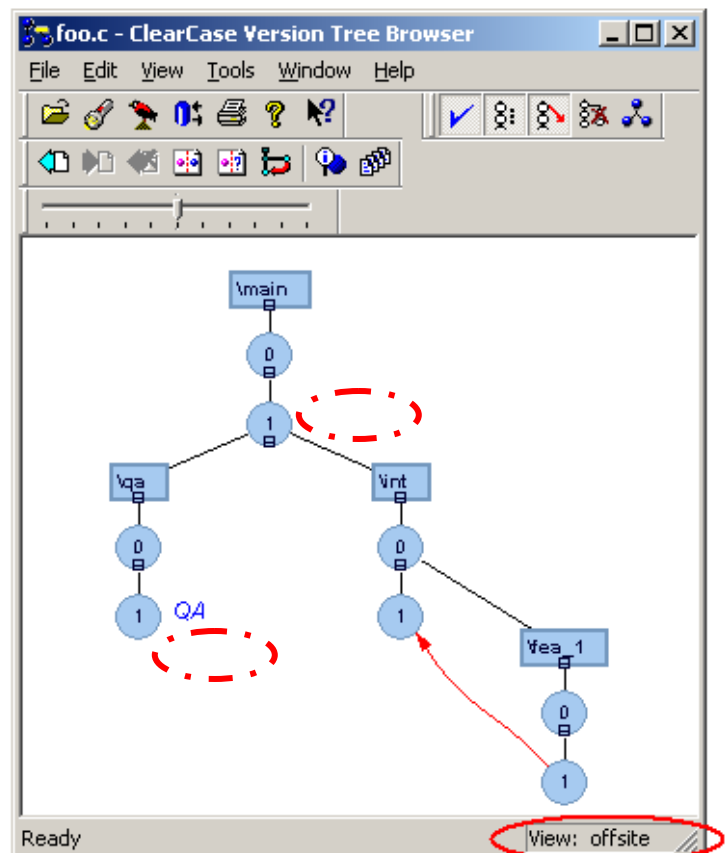 foo.c - ClearCase Version Tree Browser
File Edit View Tools Window Help
\main
0
1
\qa
\int
0
0
1 QA
1
\fea_1
0
1
Ready
View: offsite